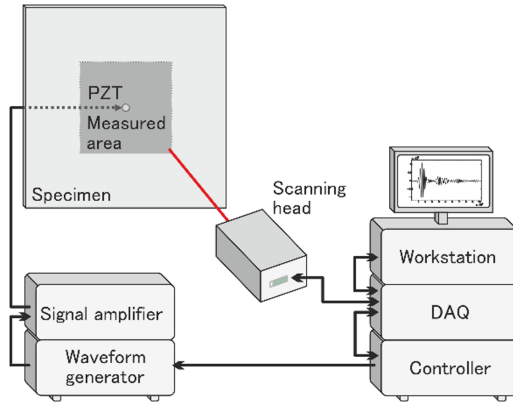 PZT
Measured
area
Specimen
Scanning
head
Workstation
DAQ
Controller
Signal amplifier
Waveform
generator